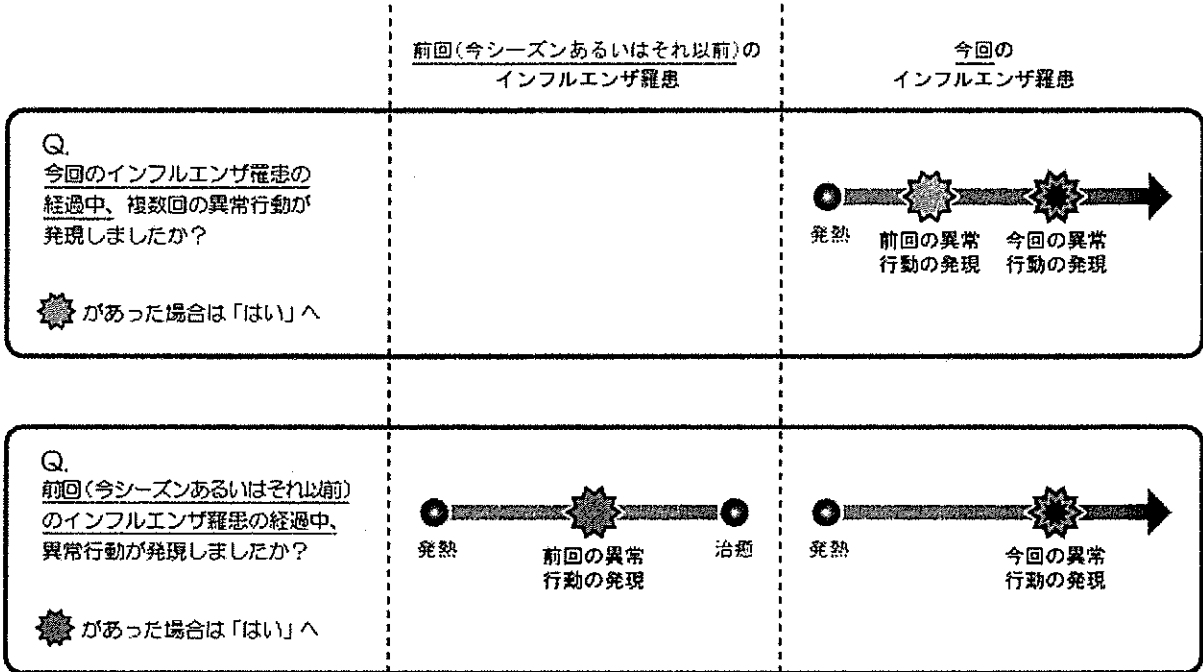 前回(今シーズンあるいはそれ以前)の
インフルエンザ羅患
今回の
インフルエンザ羅患
Q.
今回のインフルエンザ罹患の
経過中、複数回の異常行動が
発現しましたか?
があった場合は「はい」へ
発熱
前回の異常
行動の発現
今回の異常
行動の発現
Q.
前回(今シーズンあるいはそれ以前)
のインフルエンザ羅患の経過中、
異常行動が発現しましたか?
があった場合は「はい」へ
発熱
前回の異常
行動の発現
治癒
発熱
今回の異常
行動の発現